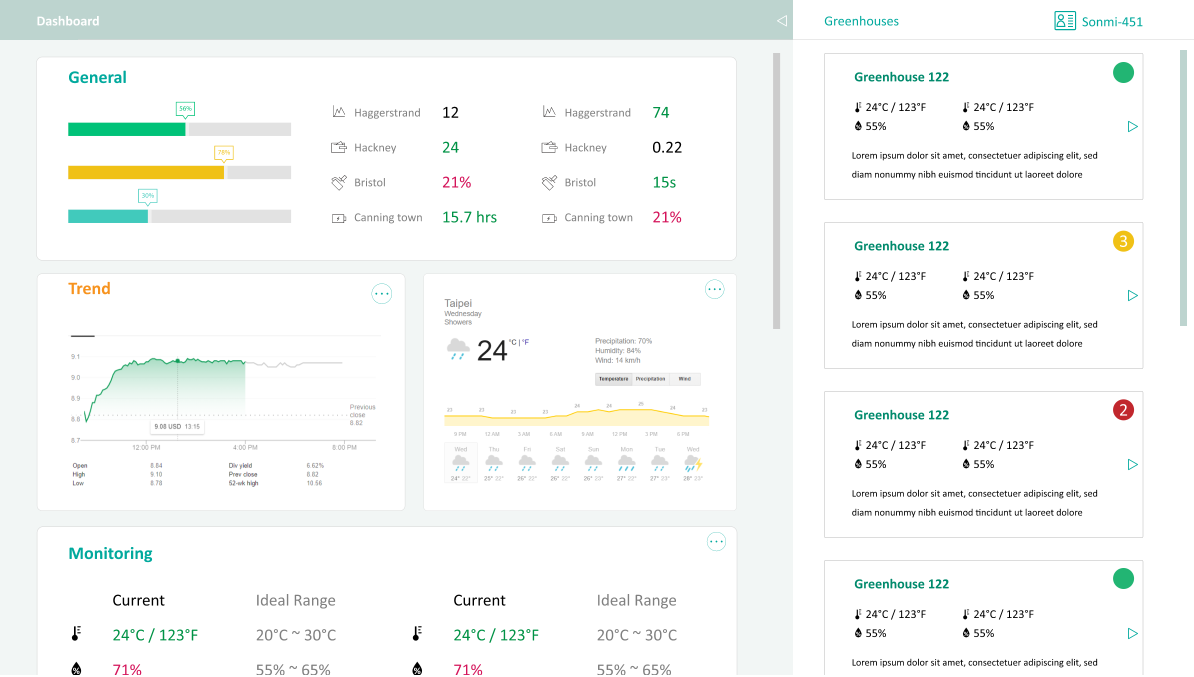 Dashboard
Greenhouses
Sonmi-451
General
56%
78%
30%
Haggerstrand 12
Hackney 24
Bristol 21%
Canning town 15.7 hrs
Haggerstrand 74
Hackney 0.22
Bristol 15s
Canning town 21%
Trend
9.1
9.0
8.9
8.8
8.7
Previous
close
8.82
9.08 USD 13:15
12:00 PM 4:00 PM 8:00 PM
Open 8.84 Div yield 6.62%
High 9.10 Prev close 8.82
Low 8.78 52-wk high 10.56
Taipei
Wednesday
Showers
24 °C | °F
Precipitation: 70%
Humidity: 84%
Wind: 14 km/h
Temperature Precipitation Wind
23 23 23 23 24 24 25 24 23
9 PM 12 AM 3 AM 6 AM 9 AM 12 PM 3 PM 6 PM
Wed Thu Fri Sat Sun Mon Tue Wed
24° 22° 25° 22° 26° 22° 26° 22° 26° 23° 27° 22° 27° 23° 28° 23°
Monitoring
Current Ideal Range Current Ideal Range
24°C / 123°F 20°C ~ 30°C 24°C / 123°F 20°C ~ 30°C
71% 55% ~ 65% 71% 55% ~ 65%
Greenhouse 122
24°C / 123°F 24°C / 123°F
55% 55%
Lorem ipsum dolor sit amet, consectetuer adipiscing elit, sed
diam nonummy nibh euismod tincidunt ut laoreet dolore
Greenhouse 122
3
24°C / 123°F 24°C / 123°F
55% 55%
Lorem ipsum dolor sit amet, consectetuer adipiscing elit, sed
diam nonummy nibh euismod tincidunt ut laoreet dolore
Greenhouse 122
2
24°C / 123°F 24°C / 123°F
55% 55%
Lorem ipsum dolor sit amet, consectetuer adipiscing elit, sed
diam nonummy nibh euismod tincidunt ut laoreet dolore
Greenhouse 122
24°C / 123°F 24°C / 123°F
55% 55%
Lorem ipsum dolor sit amet, consectetuer adipiscing elit, sed